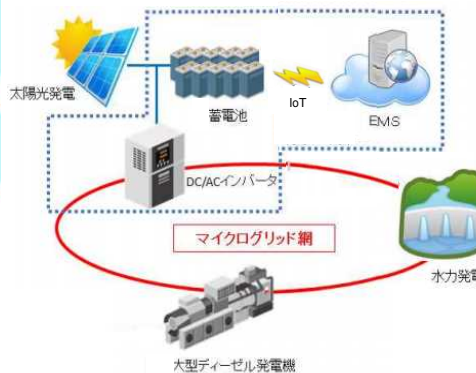 太陽光発電
蓄電池
IoT
EMS
DC/ACインバータ
マイクログリッド網
水力発電
大型ディーゼル発電機